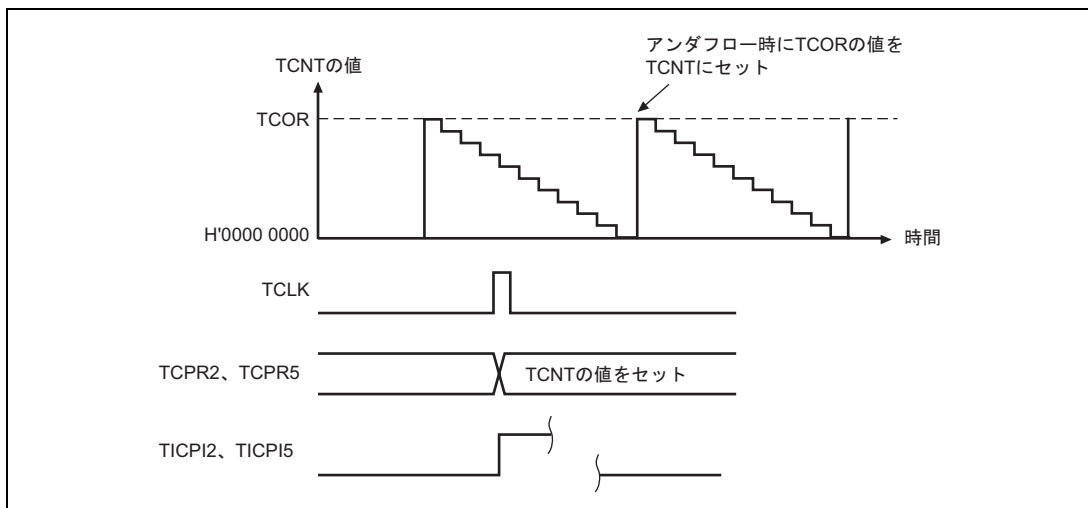 アンダフロー時にTCORの値を
TCNTにセット
TCNTの値
TCOR
H'0000 0000
時間
TCLK
TCPR2、TCPR5
TCNTの値をセット
TICPI2、TICPI5